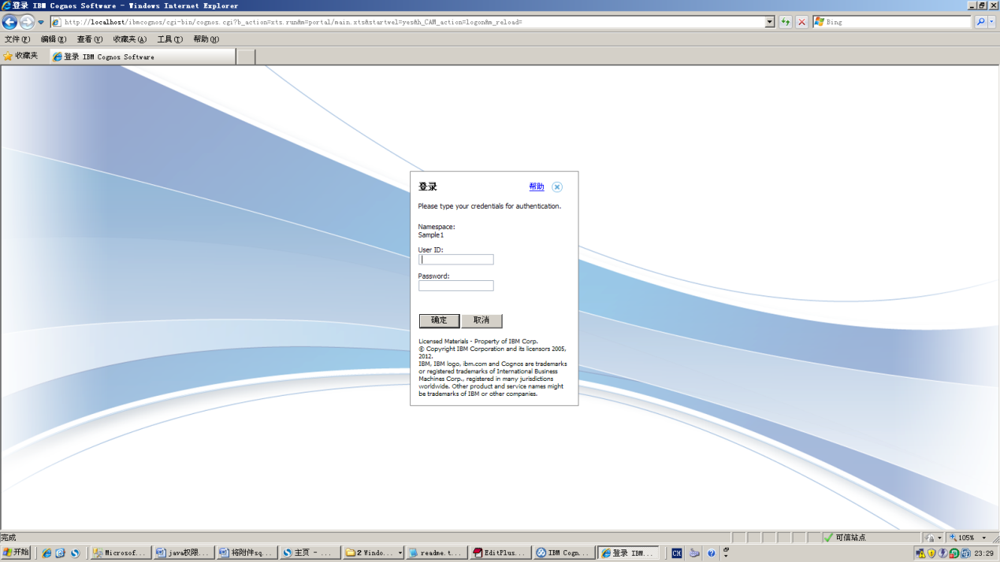 登录 IBM Cognos Software - Windows Internet Explorer
http://localhost/ibmcognos/cgi-bin/cognos.cgi?b_action=xts.run&m=portal/main.xts&startwel=yes&h_CAM_action=logon&m_reload=
Bing
文件(F) 编辑(E) 查看(V) 收藏夹(A) 工具(T) 帮助(H)
收藏夹 登录 IBM Cognos Software
登录 帮助
Please type your credentials for authentication.
Namespace:
Sample1
User ID:
Password:
确定 取消
Licensed Materials - Property of IBM Corp.
© Copyright IBM Corporation and its licensors 2005,
2012.
IBM, IBM logo, ibm.com and Cognos are trademarks
or registered trademarks of International Business
Machines Corp., registered in many jurisdictions
worldwide. Other product and service names might
be trademarks of IBM or other companies.
完成 可信站点 105%
开始 Microsof... java权限... 将附件sq... 主页 - ... 2 Windo... readme.t... EditPlus... IBM Cogn... 登录 IBM... CH 23:29